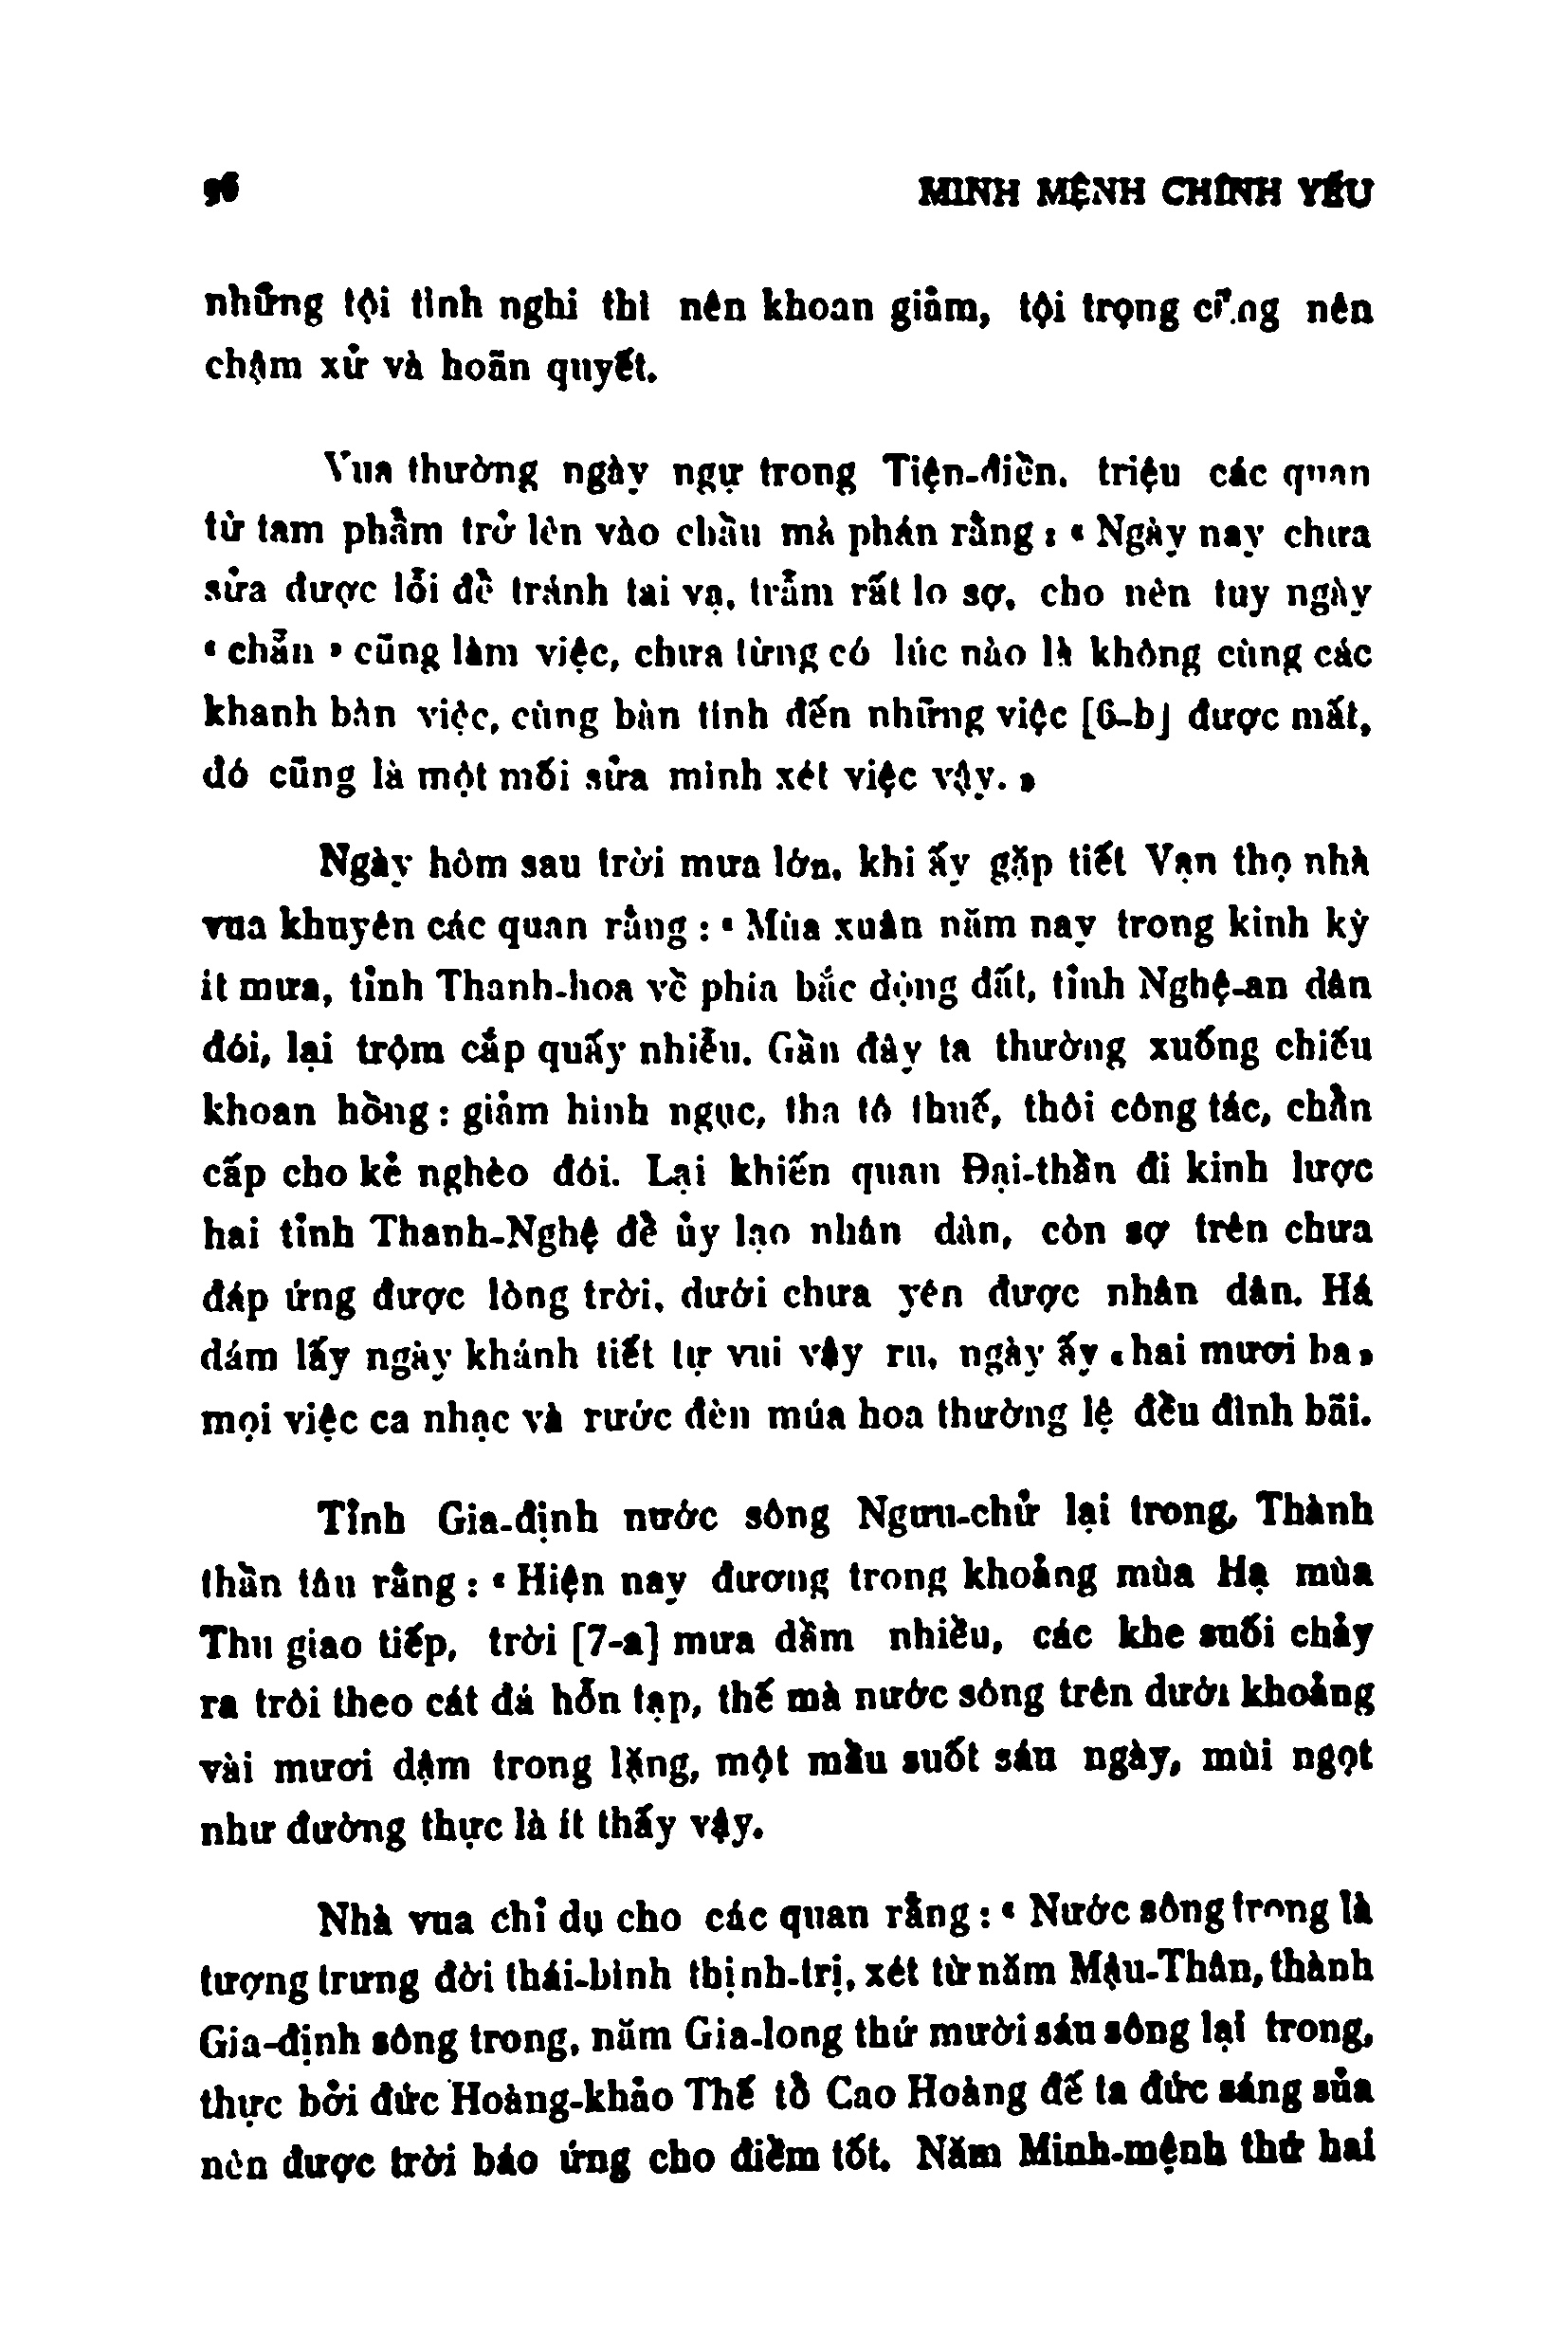 96 MINH MỆNH CHÍNH YẾU
những tội tình nghi thì nên khoan giảm, tội trọng cũng nên
chậm xử và hoãn quyết.
Vua thường ngày ngự trong Tiện-điền, triệu các quan
từ tam phẩm trở lên vào chầu mà phán rằng : « Ngày nay chưa
sửa được lỗi để tránh tai vạ, trẫm rất lo sợ, cho nên tuy ngày
« chẵn » cũng làm việc, chưa từng có lúc nào là không cùng các
khanh bàn việc, cùng bàn tính đến những việc [6-b] được mất,
đó cũng là một mối sửa mình xét việc vậy. »
Ngày hôm sau trời mưa lớn, khi ấy gặp tiết Vạn thọ nhà
vua khuyên các quan rằng : « Mùa xuân năm nay trong kinh kỳ
ít mưa, tỉnh Thanh-hoa về phía bắc động đất, tỉnh Nghệ-an dân
đói, lại trộm cắp quấy nhiễu. Gần đây ta thường xuống chiếu
khoan hồng : giảm hình ngục, tha tô thuế, thôi công tác, chẩn
cấp cho kẻ nghèo đói. Lại khiến quan Đại-thần đi kinh lược
hai tỉnh Thanh-Nghệ để ủy lạo nhân dân, còn sợ trên chưa
đáp ứng được lòng trời, dưới chưa yên được nhân dân. Há
dám lấy ngày khánh tiết tự vui vậy ru, ngày ấy « hai mươi ba »
mọi việc ca nhạc và rước đèn múa hoa thường lệ đều đình bãi.
Tỉnh Gia-định nước sông Ngưu-chử lại trong, Thành
thần tâu rằng : « Hiện nay đương trong khoảng mùa Hạ mùa
Thu giao tiếp, trời [7-a] mưa dầm nhiều, các khe suối chảy
ra trôi theo cát đá hỗn tạp, thế mà nước sông trên dưới khoảng
vài mươi dậm trong lặng, một mầu suốt sáu ngày, mùi ngọt
như đường thực là ít thấy vậy.
Nhà vua chỉ dụ cho các quan rằng : « Nước sông trong là
tượng trưng đời thái-bình thịnh-trị, xét từ năm Mậu-Thân, thành
Gia-định sông trong, năm Gia-long thứ mười sáu sông lại trong,
thực bởi đức Hoàng-khảo Thế tổ Cao Hoàng đế ta đức sáng sủa
nên được trời báo ứng cho điềm tốt. Năm Minh-mệnh thứ hai